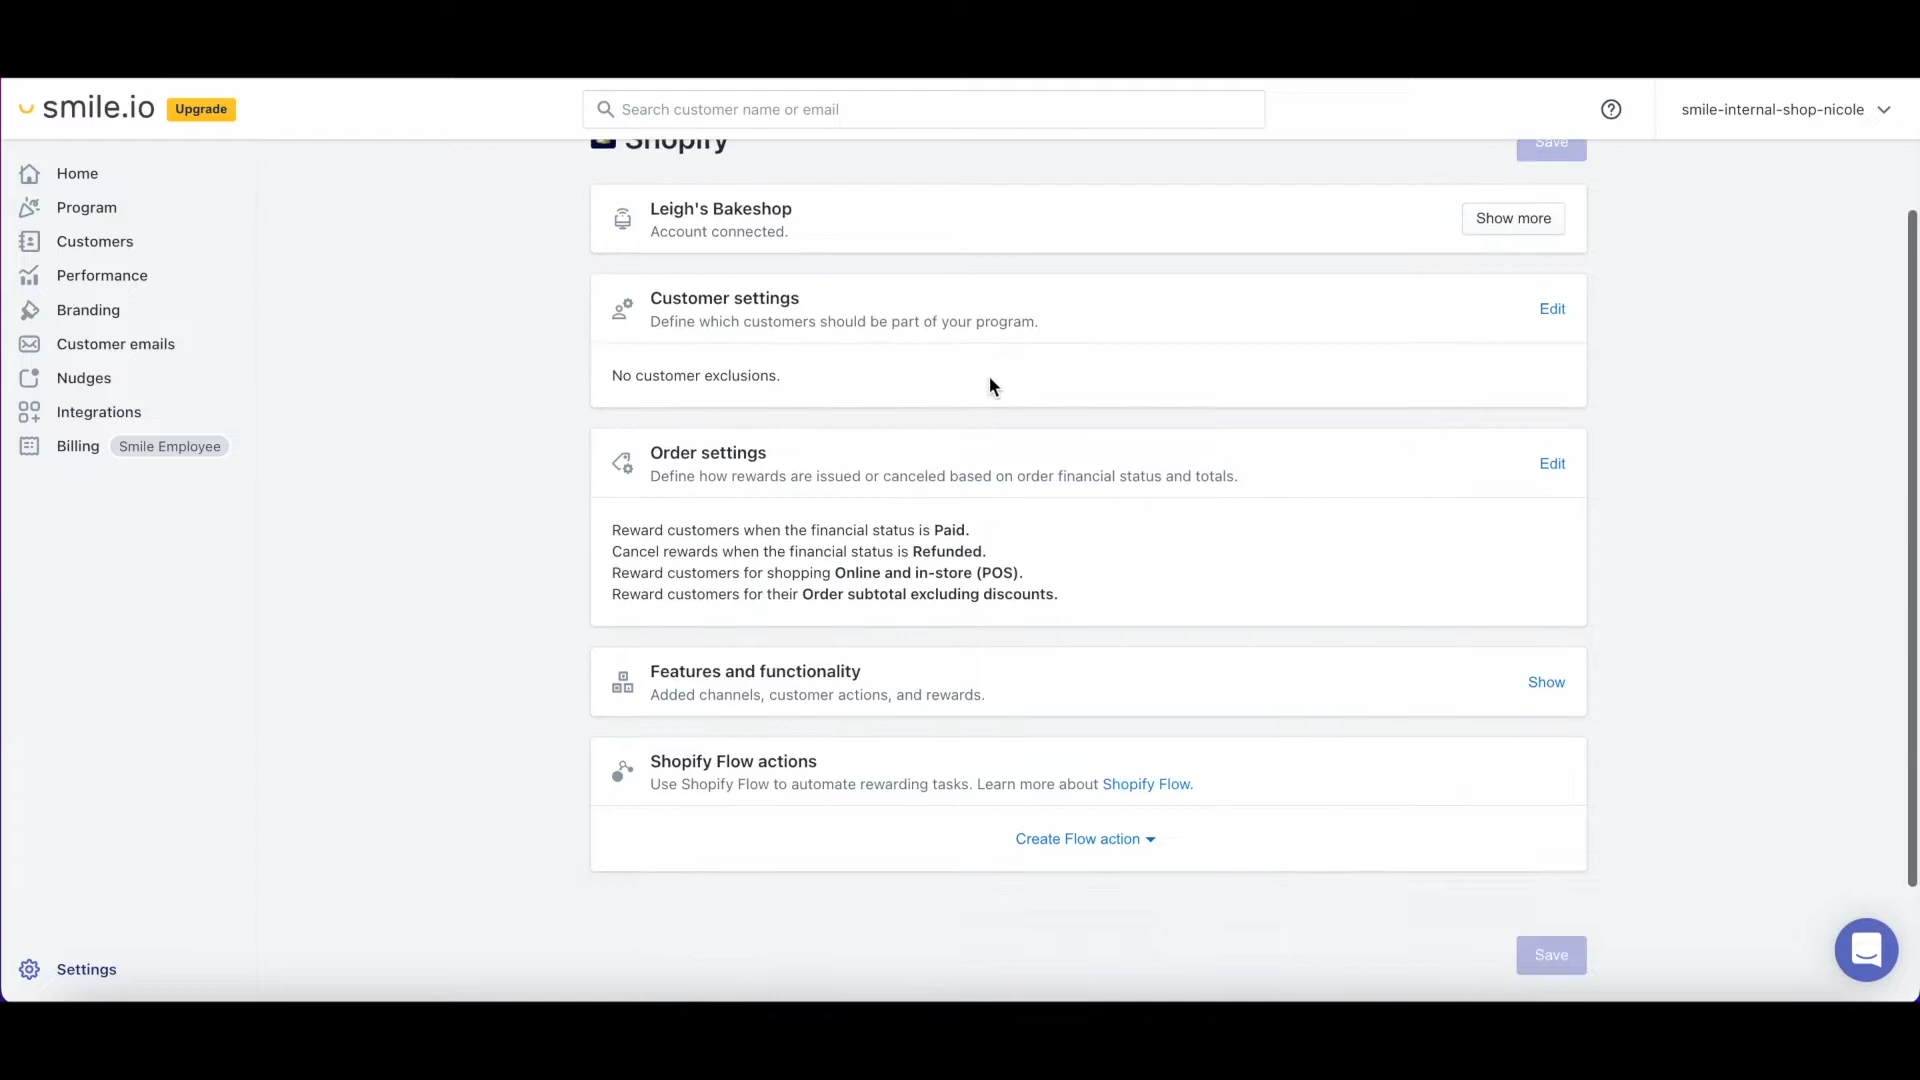 smile.io Upgrade
Search customer name or email
smile-internal-shop-nicole
Shopify
Save
Home
Program
Customers
Performance
Branding
Customer emails
Nudges
Integrations
Billing Smile Employee
Settings
Leigh's Bakeshop
Account connected.
Show more
Customer settings
Define which customers should be part of your program.
Edit
No customer exclusions.
Order settings
Define how rewards are issued or canceled based on order financial status and totals.
Edit
Reward customers when the financial status is Paid.
Cancel rewards when the financial status is Refunded.
Reward customers for shopping Online and in-store (POS).
Reward customers for their Order subtotal excluding discounts.
Features and functionality
Added channels, customer actions, and rewards.
Show
Shopify Flow actions
Use Shopify Flow to automate rewarding tasks. Learn more about Shopify Flow.
Create Flow action
Save